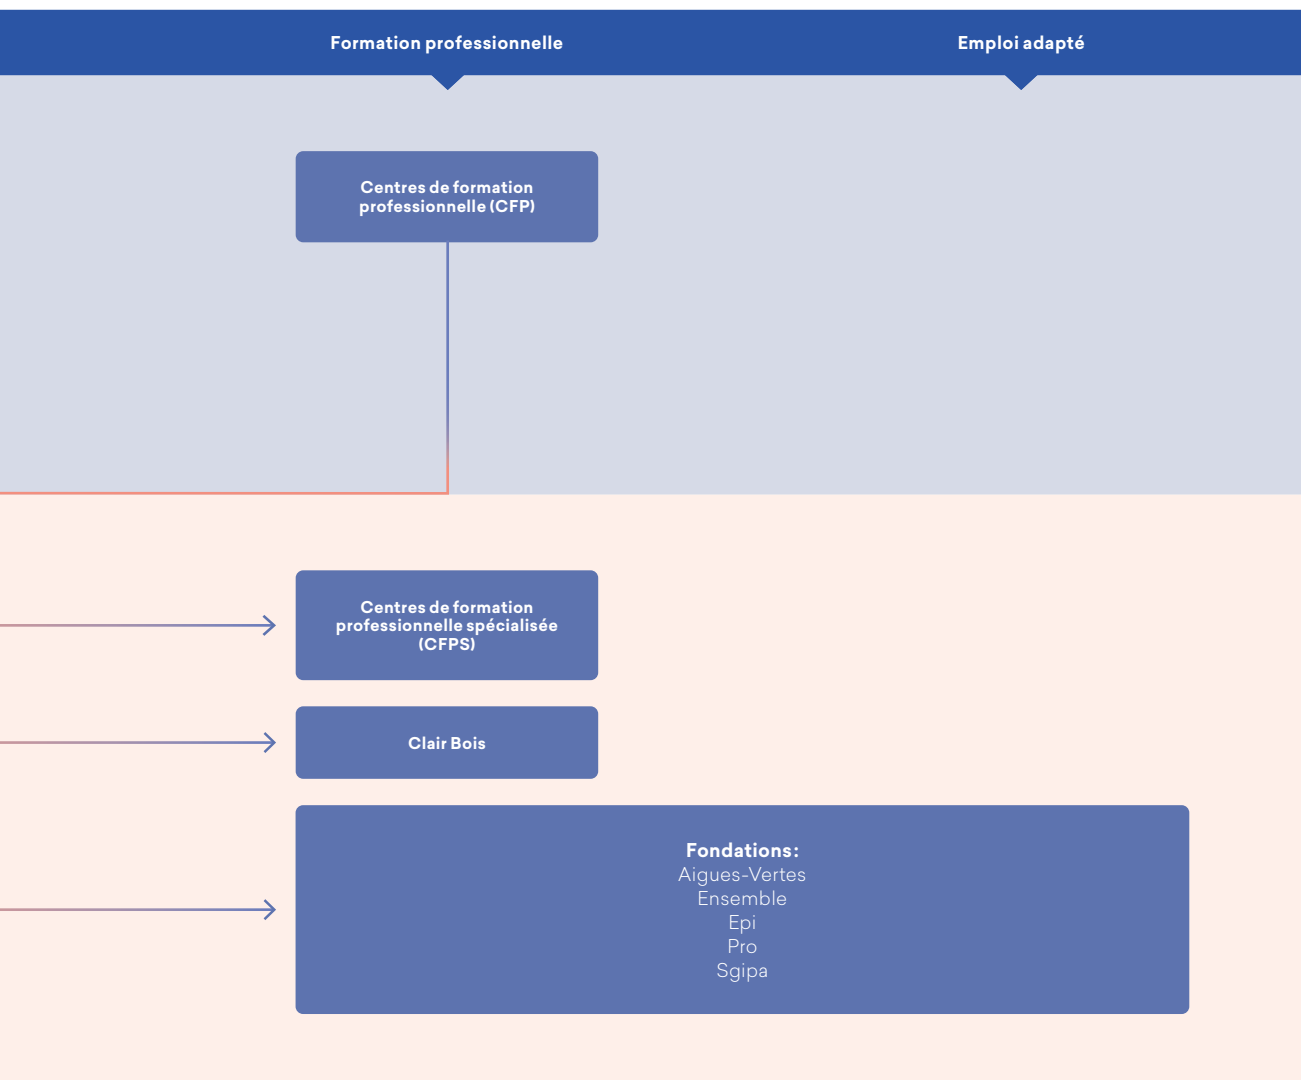 Formation professionnelle
Emploi adapté
Centres de formation
professionnelle (CFP)
Centres de formation
professionnelle spécialisée
(CFPS)
Clair Bois
Fondations :
Aigues-Vertes
Ensemble
Epi
Pro
Sgipa